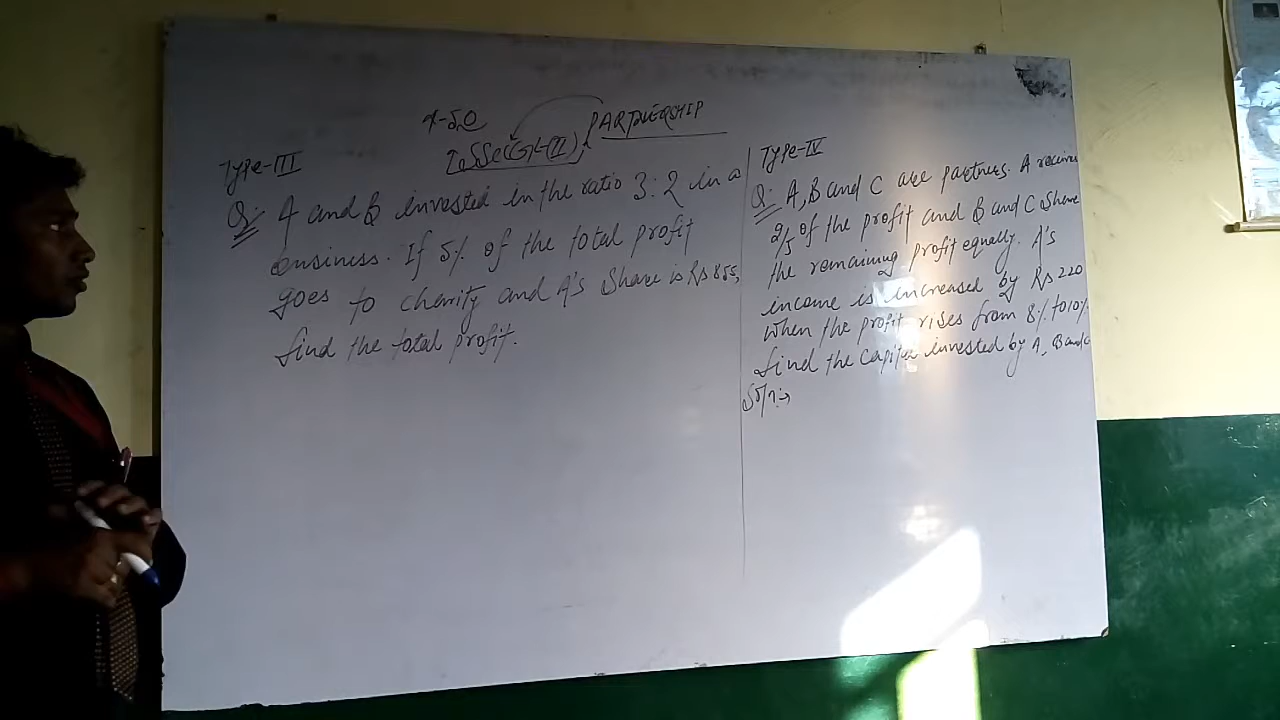 PARTNERSHIP
Type-III
Q:- A and B invested in the ratio 3:2 in a
business. If 5% of the total profit
goes to charity and A's share is Rs 855,
find the total profit.
Type-IV
Q:- A, B and C are partners. A receives
2/5 of the profit and B and C share
the remaining profit equally. A's
income is increased by Rs 220
when the profit rises from 8% to 10%.
find the capital invested by A, B and C
Soln:→